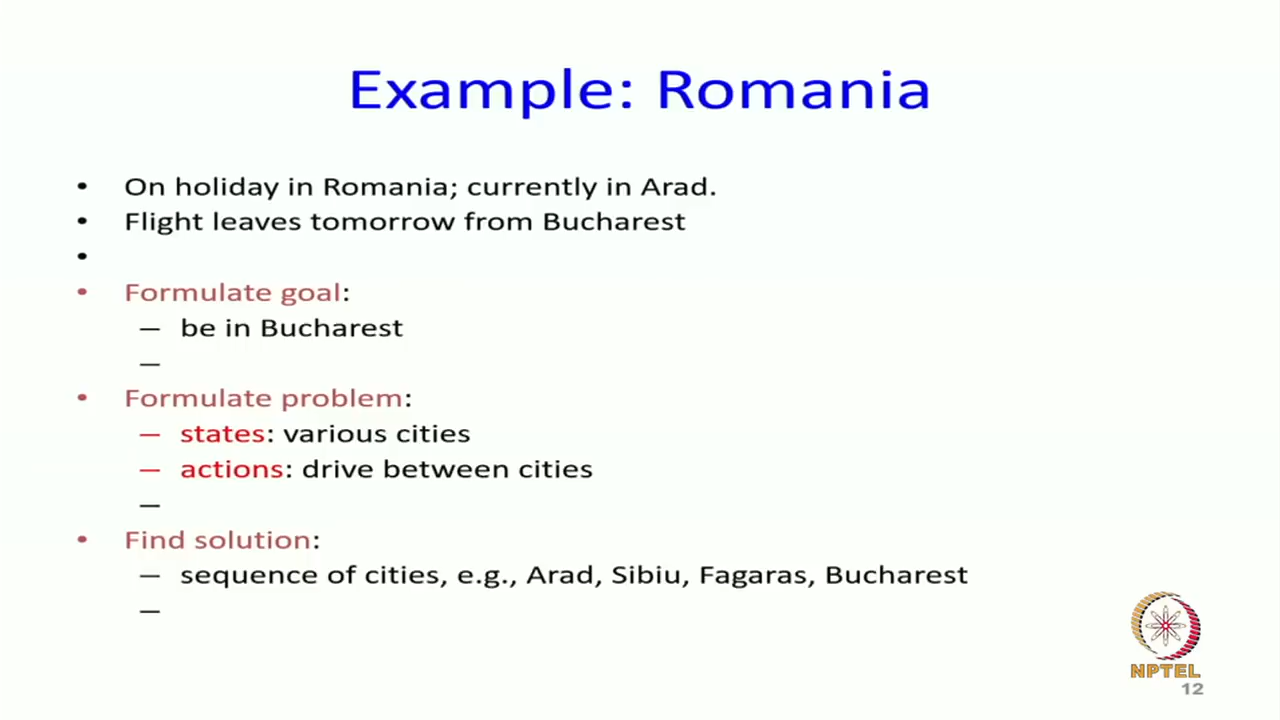 Example: Romania
• On holiday in Romania; currently in Arad.
• Flight leaves tomorrow from Bucharest
•
• Formulate goal:
– be in Bucharest
–
• Formulate problem:
– states: various cities
– actions: drive between cities
–
• Find solution:
– sequence of cities, e.g., Arad, Sibiu, Fagaras, Bucharest
–
NPTEL
12